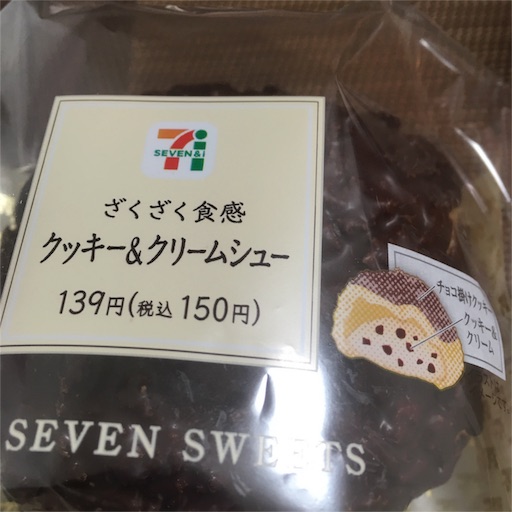 SEVEN&i
ざくざく食感
クッキー&クリームシュー
139円(税込 150円)
チョコ掛けクッキー
クッキー&
クリーム
SEVEN SWEETS